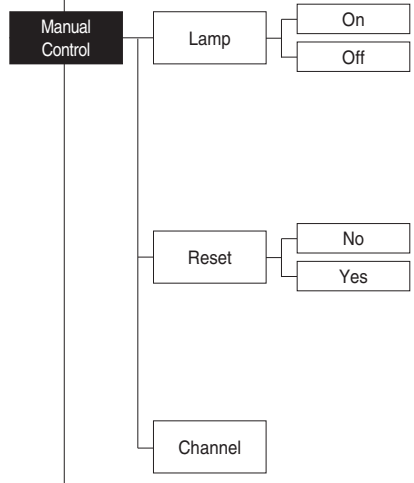 Manual
Control
Lamp
On
Off
Reset
No
Yes
Channel